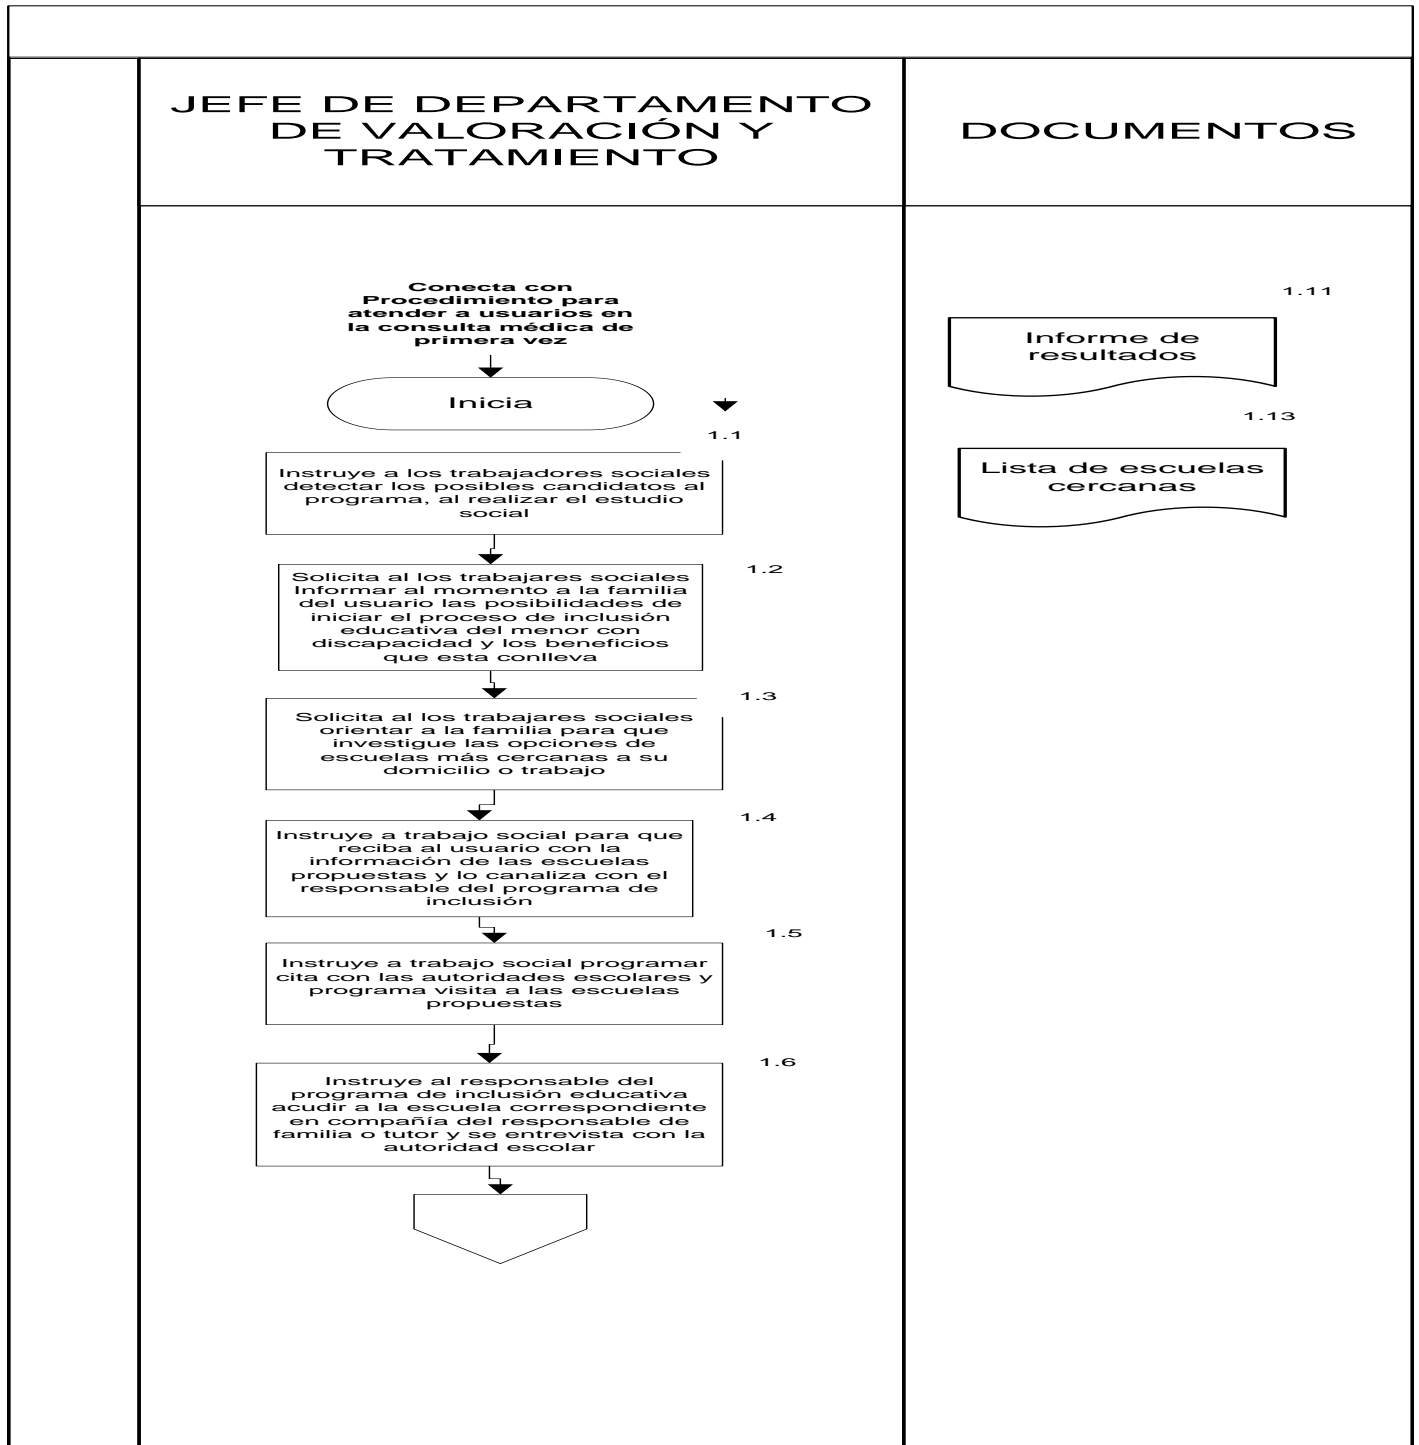 JEFE DE DEPARTAMENTO
DE VALORACIÓN Y
TRATAMIENTO
DOCUMENTOS
Conecta con
Procedimiento para
atender a usuarios en
la consulta médica de
primera vez
Inicia
1.1
Instruye a los trabajadores sociales
detectar los posibles candidatos al
programa, al realizar el estudio
social
1.2
Solicita al los trabajares sociales
Informar al momento a la familia
del usuario las posibilidades de
iniciar el proceso de inclusión
educativa del menor con
discapacidad y los beneficios
que esta conlleva
1.3
Solicita al los trabajares sociales
orientar a la familia para que
investigue las opciones de
escuelas más cercanas a su
domicilio o trabajo
1.4
Instruye a trabajo social para que
reciba al usuario con la
información de las escuelas
propuestas y lo canaliza con el
responsable del programa de
inclusión
1.5
Instruye a trabajo social programar
cita con las autoridades escolares y
programa visita a las escuelas
propuestas
1.6
Instruye al responsable del
programa de inclusión educativa
acudir a la escuela correspondiente
en compañía del responsable de
familia o tutor y se entrevista con la
autoridad escolar
1.11
Informe de
resultados
1.13
Lista de escuelas
cercanas